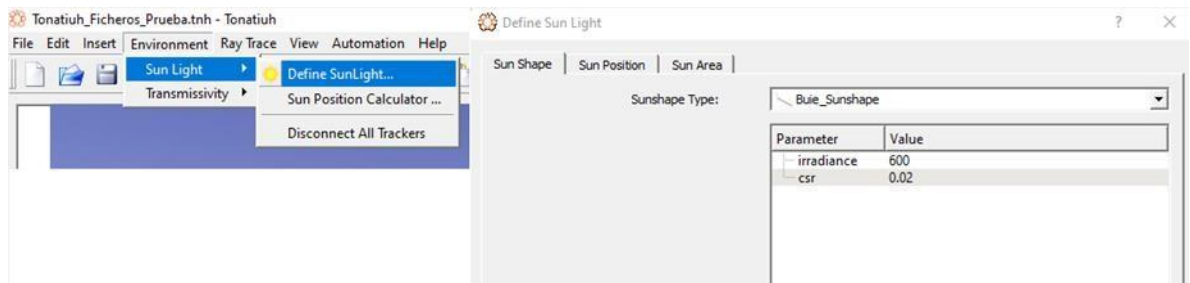 Tonatiuh_Ficheros_Prueba.tnh - Tonatiuh
File Edit Insert Environment Ray Trace View Automation Help
Sun Light
Transmissivity
Define SunLight...
Sun Position Calculator ...
Disconnect All Trackers
Define Sun Light
Sun Shape Sun Position Sun Area
Sunshape Type: Buie_Sunshape
Parameter Value
irradiance 600
csr 0.02